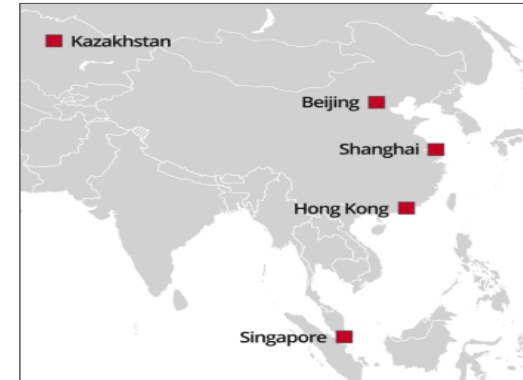 Kazakhstan
Beijing
Shanghai
Hong Kong
Singapore